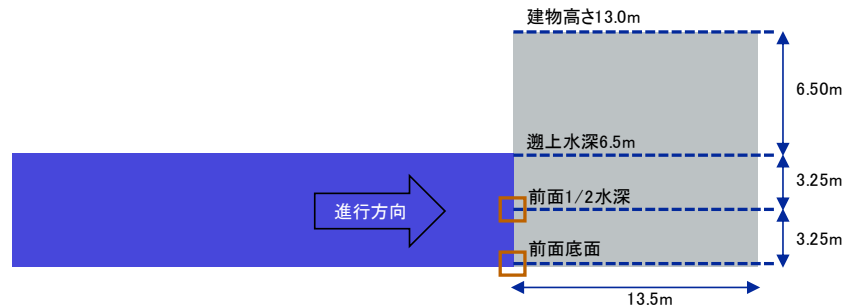 建物高さ13.0m
6.50m
遡上水深6.5m
3.25m
前面1/2水深
進行方向
3.25m
前面底面
13.5m